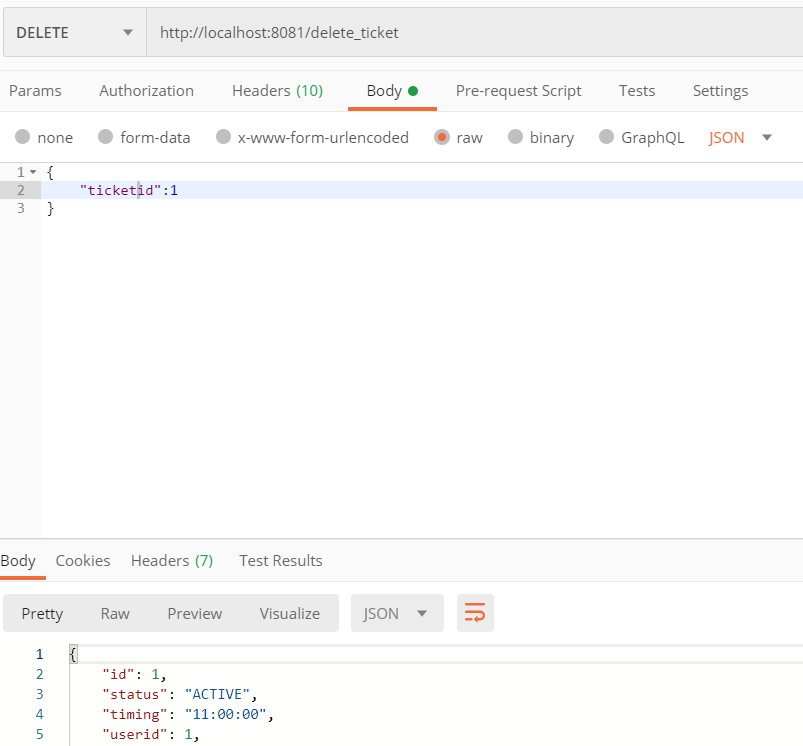 DELETE http://localhost:8081/delete_ticket
Params Authorization Headers (10) Body Pre-request Script Tests Settings
none form-data x-www-form-urlencoded raw binary GraphQL JSON
1 {
2 "ticketid":1
3 }
Body Cookies Headers (7) Test Results
Pretty Raw Preview Visualize JSON
1 {
2 "id": 1,
3 "status": "ACTIVE",
4 "timing": "11:00:00",
5 "userid": 1,